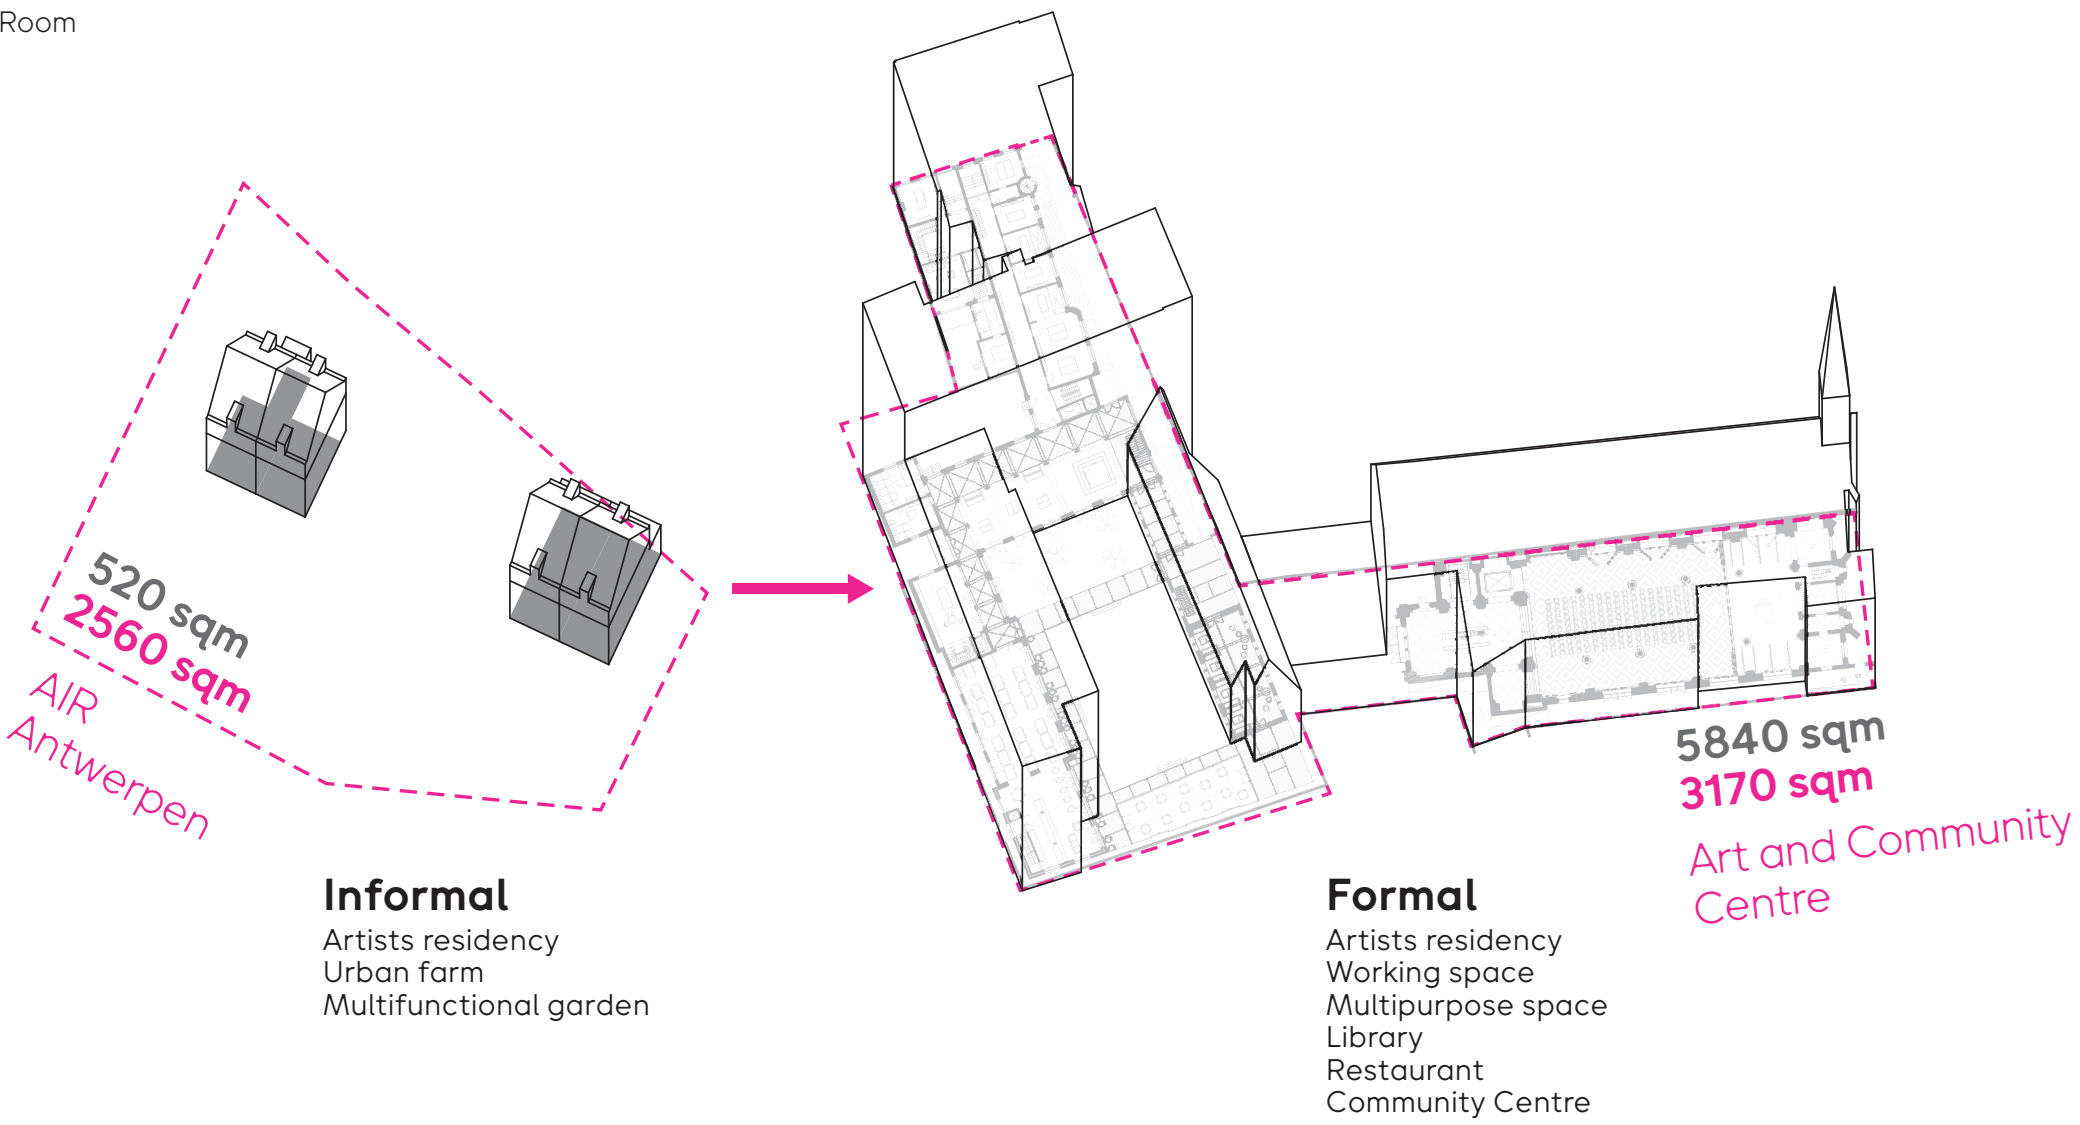 Room
520 sqm
2560 sqm
AIR
Antwerpen
5840 sqm
3170 sqm
Art and Community
Centre
Informal
Artists residency
Urban farm
Multifunctional garden
Formal
Artists residency
Working space
Multipurpose space
Library
Restaurant
Community Centre